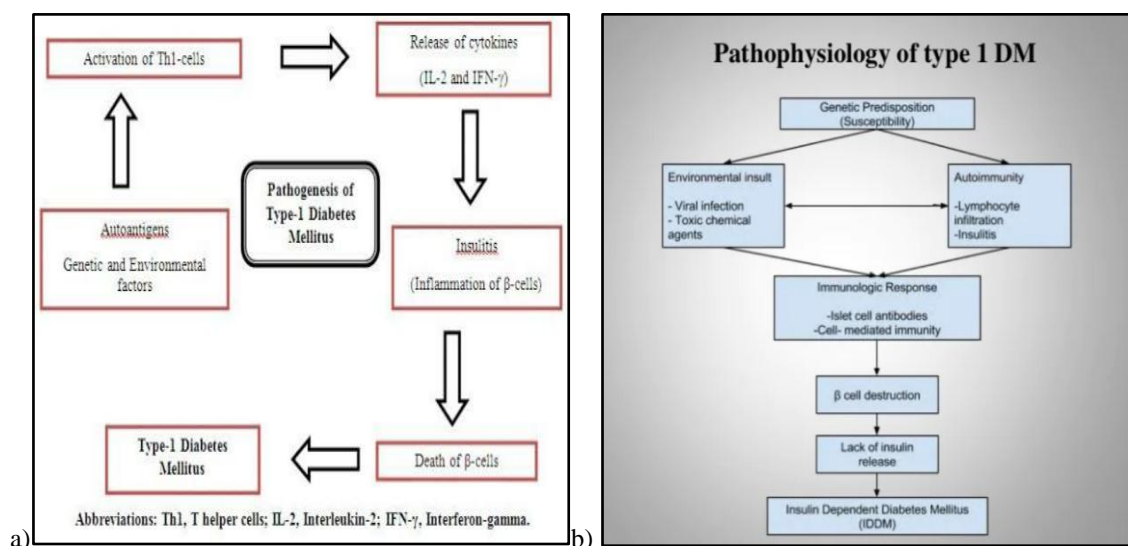 Activation of Th1-cells
Release of cytokines
(IL-2 and IFN-γ)
Pathogenesis of
Type-1 Diabetes
Mellitus
Autoantigens
Genetic and Environmental
factors
Insulitis
(Inflammation of β-cells)
Type-1 Diabetes
Mellitus
Death of β-cells
Abbreviations: Th1, T helper cells; IL-2, Interleukin-2; IFN-γ, Interferon-gamma.
a)
Pathophysiology of type 1 DM
Genetic Predisposition
(Susceptibility)
Environmental insult
- Viral infection
- Toxic chemical
agents
Autoimmunity
-Lymphocyte
infiltration
-Insulitis
Immunologic Response
-Islet cell antibodies
-Cell- mediated immunity
β cell destruction
Lack of insulin
release
Insulin Dependent Diabetes Mellitus
(IDDM)
b)